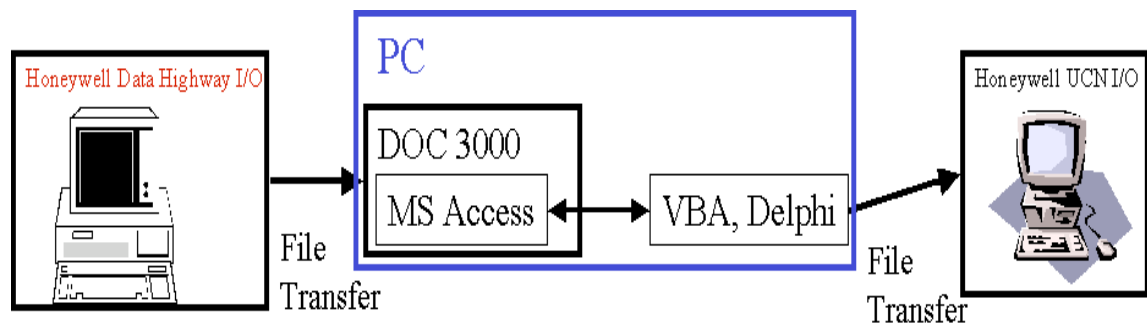 Honeywell Data Highway I/O
File
Transfer
PC
DOC 3000
MS Access
VBA, Delphi
File
Transfer
Honeywell UCN I/O